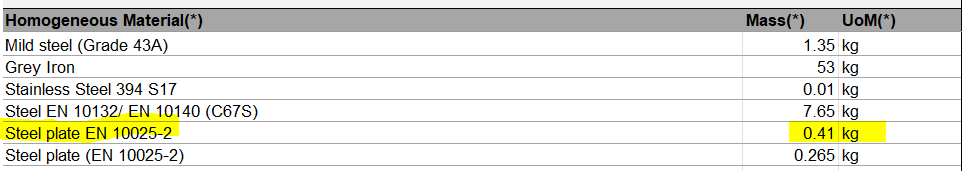 Homogeneous Material(*) Mass(*) UoM(*)
Mild steel (Grade 43A) 1.35 kg
Grey Iron 53 kg
Stainless Steel 394 S17 0.01 kg
Steel EN 10132/ EN 10140 (C67S) 7.65 kg
Steel plate EN 10025-2 0.41 kg
Steel plate (EN 10025-2) 0.265 kg